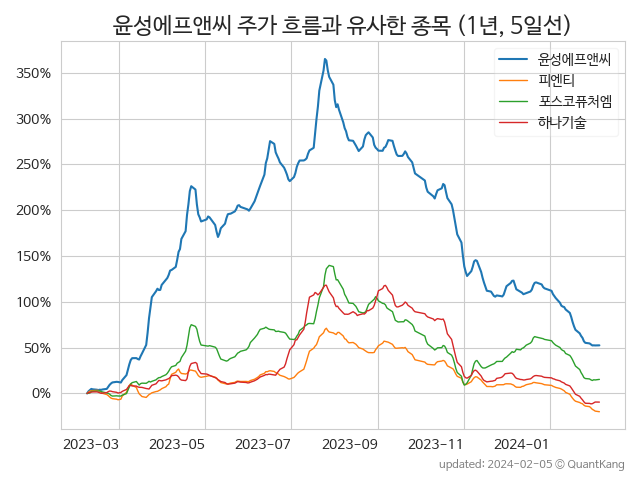 윤성에프앤씨 주가 흐름과 유사한 종목 (1년, 5일선)
350%
300%
250%
200%
150%
100%
50%
0%
윤성에프앤씨
피엔티
포스코퓨처엠
하나기술
2023-03
2023-05
2023-07
2023-09
2023-11
2024-01
updated: 2024-02-05 © QuantKang